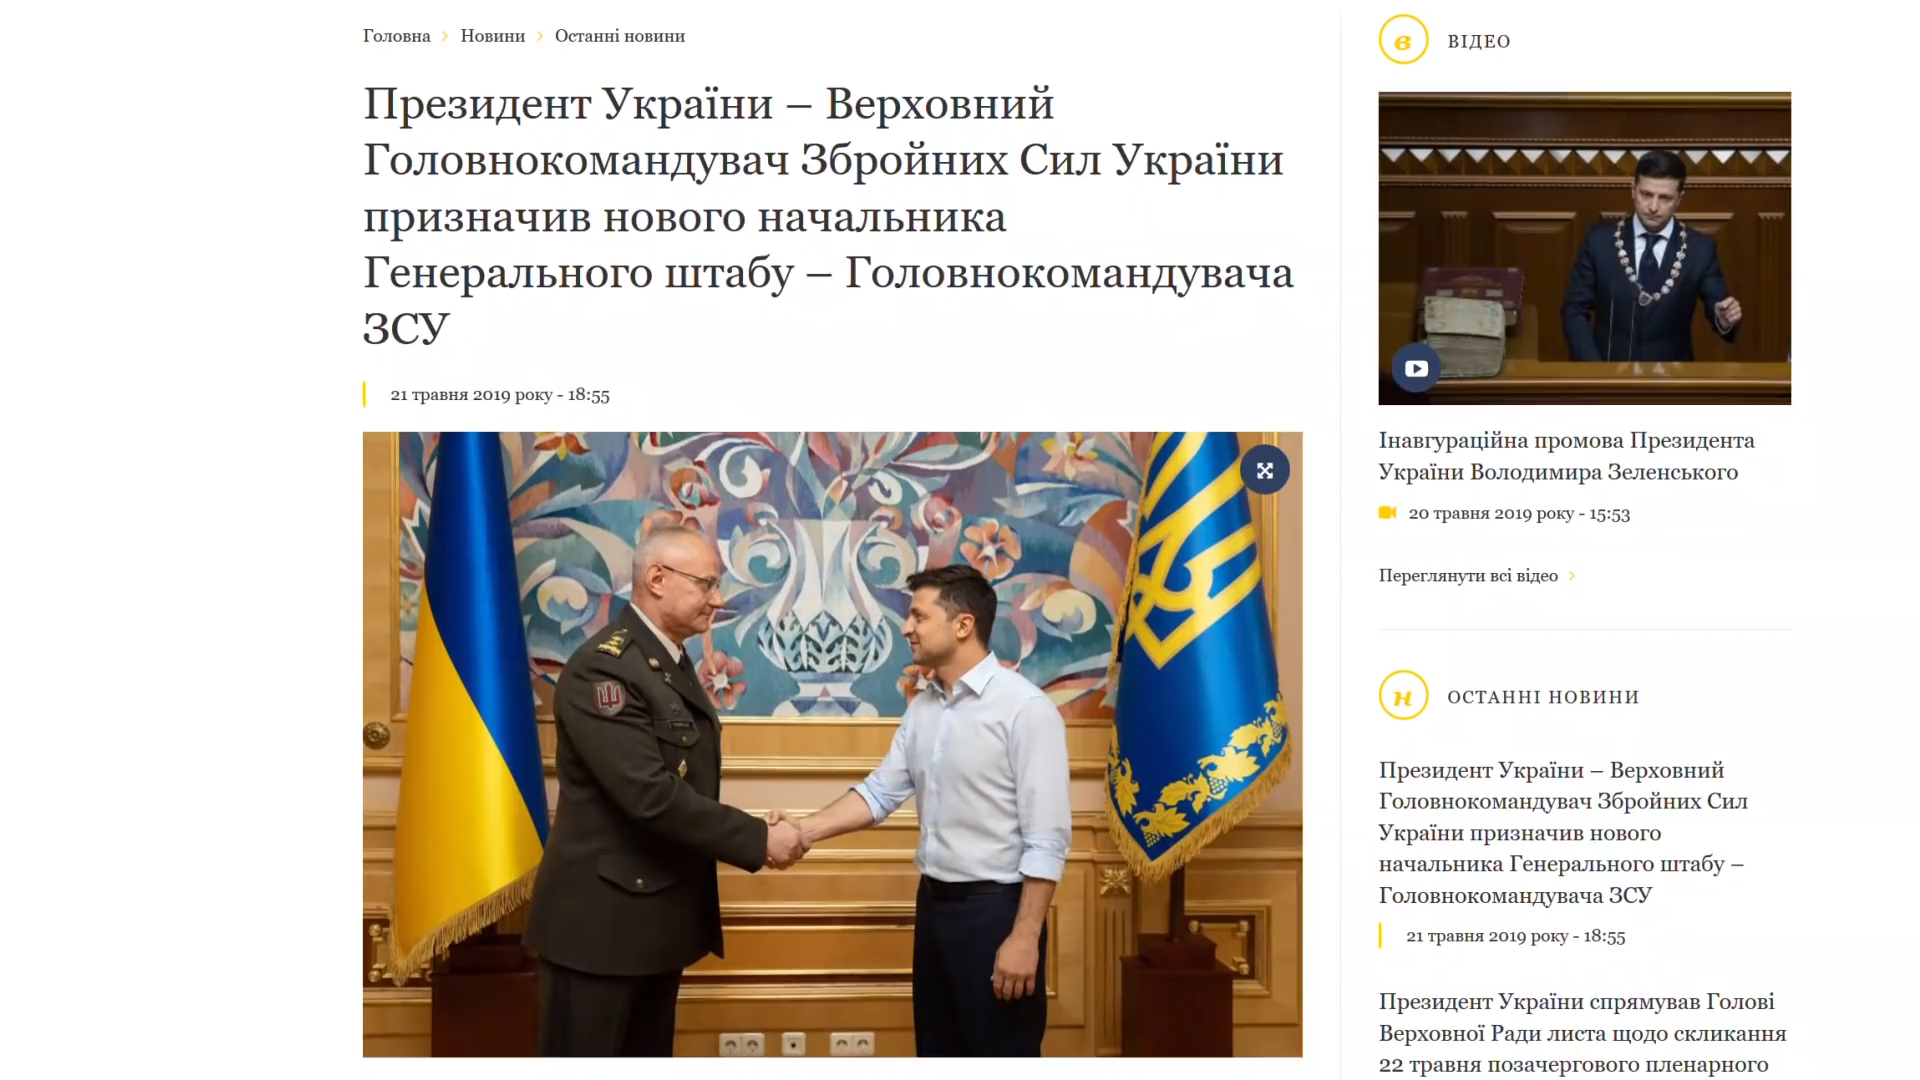 Головна > Новини > Останні новини
Президент України – Верховний
Головнокомандувач Збройних Сил України
призначив нового начальника
Генерального штабу – Головнокомандувача
ЗСУ
21 травня 2019 року - 18:55
в ВІДЕО
Інавгураційна промова Президента
України Володимира Зеленського
20 травня 2019 року - 15:53
Переглянути всі відео >
н ОСТАННІ НОВИНИ
Президент України – Верховний
Головнокомандувач Збройних Сил
України призначив нового
начальника Генерального штабу –
Головнокомандувача ЗСУ
21 травня 2019 року - 18:55
Президент України спрямував Голові
Верховної Ради листа щодо скликання
22 травня позачергового пленарного